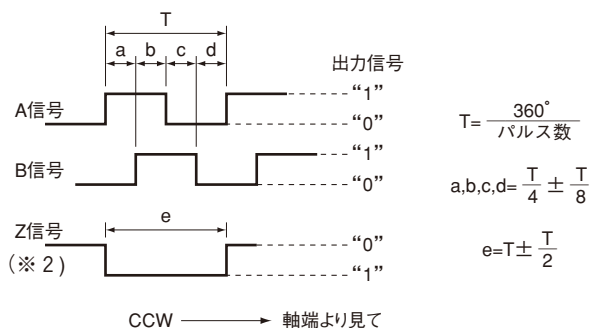 T
a b c d
出力信号
A信号
“1”
“0”
B信号
“1”
“0”
e
Z信号
(※2)
“0”
“1”
CCW 軸端より見て
T= 360° / パルス数
a,b,c,d= T/4 ± T/8
e=T± T/2